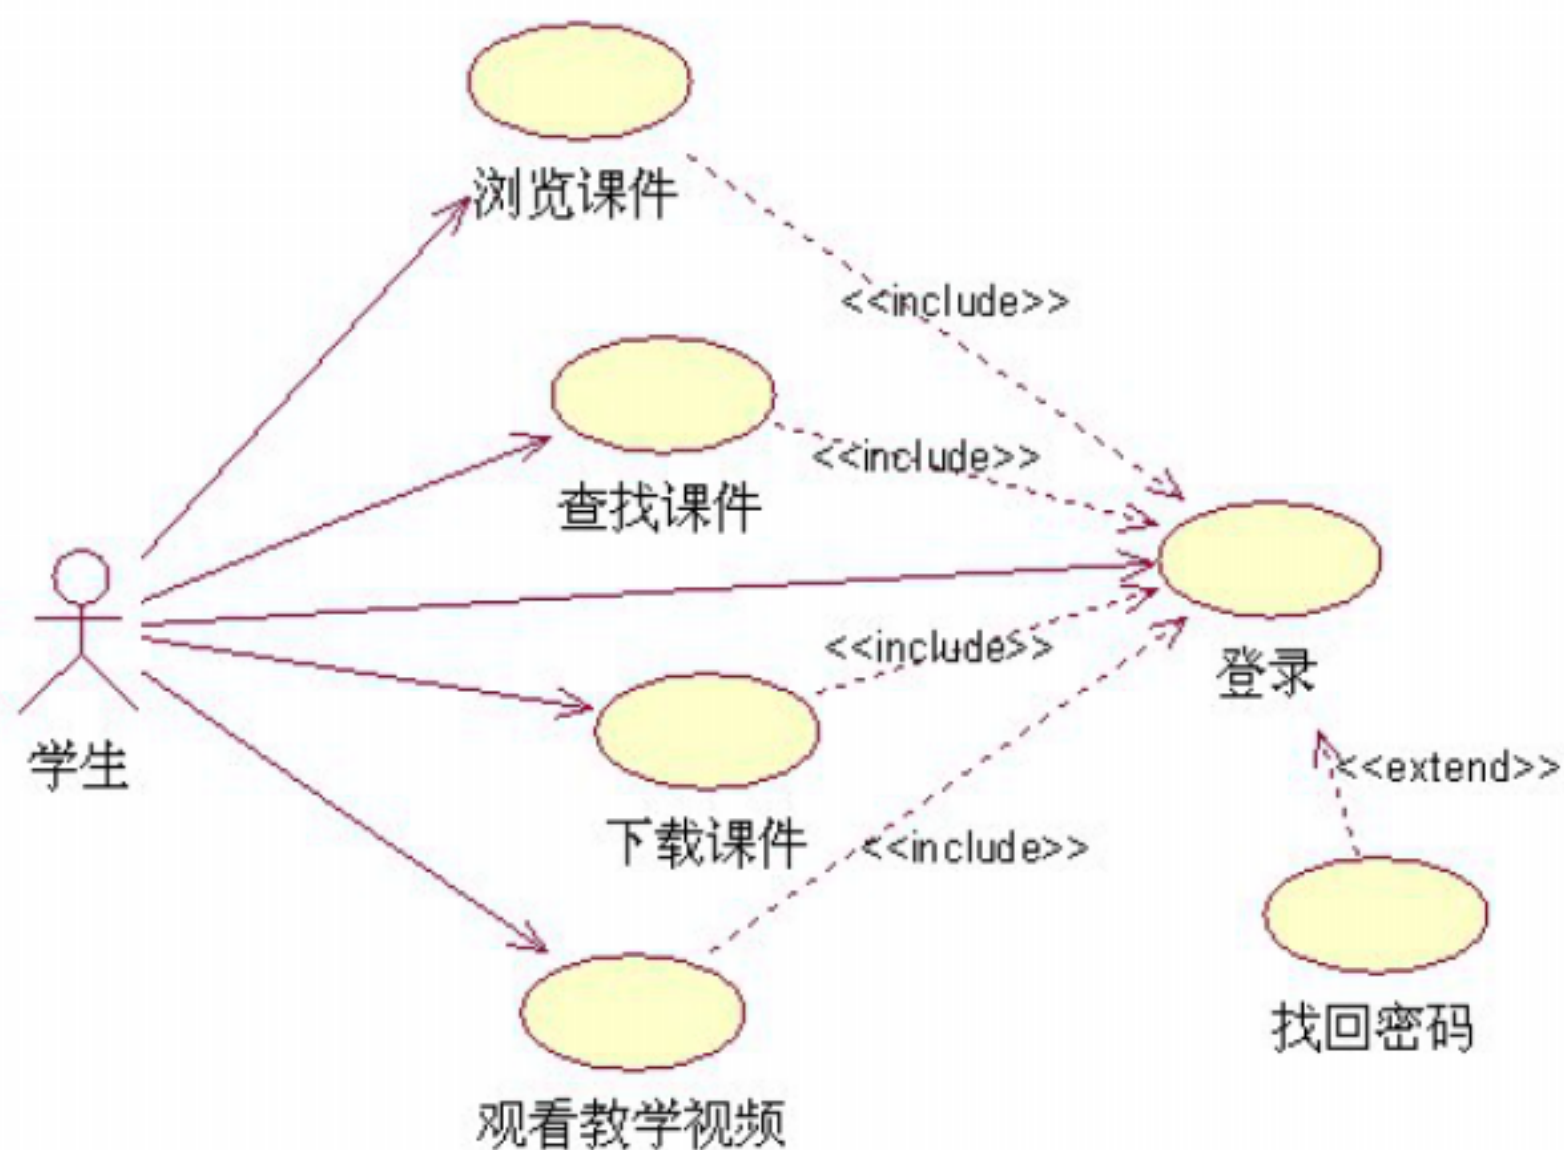 浏览课件
<<include>>
<<include>>
查找课件
<<include>>
登录
学生
<<extend>>
下载课件
<<include>>
找回密码
观看教学视频